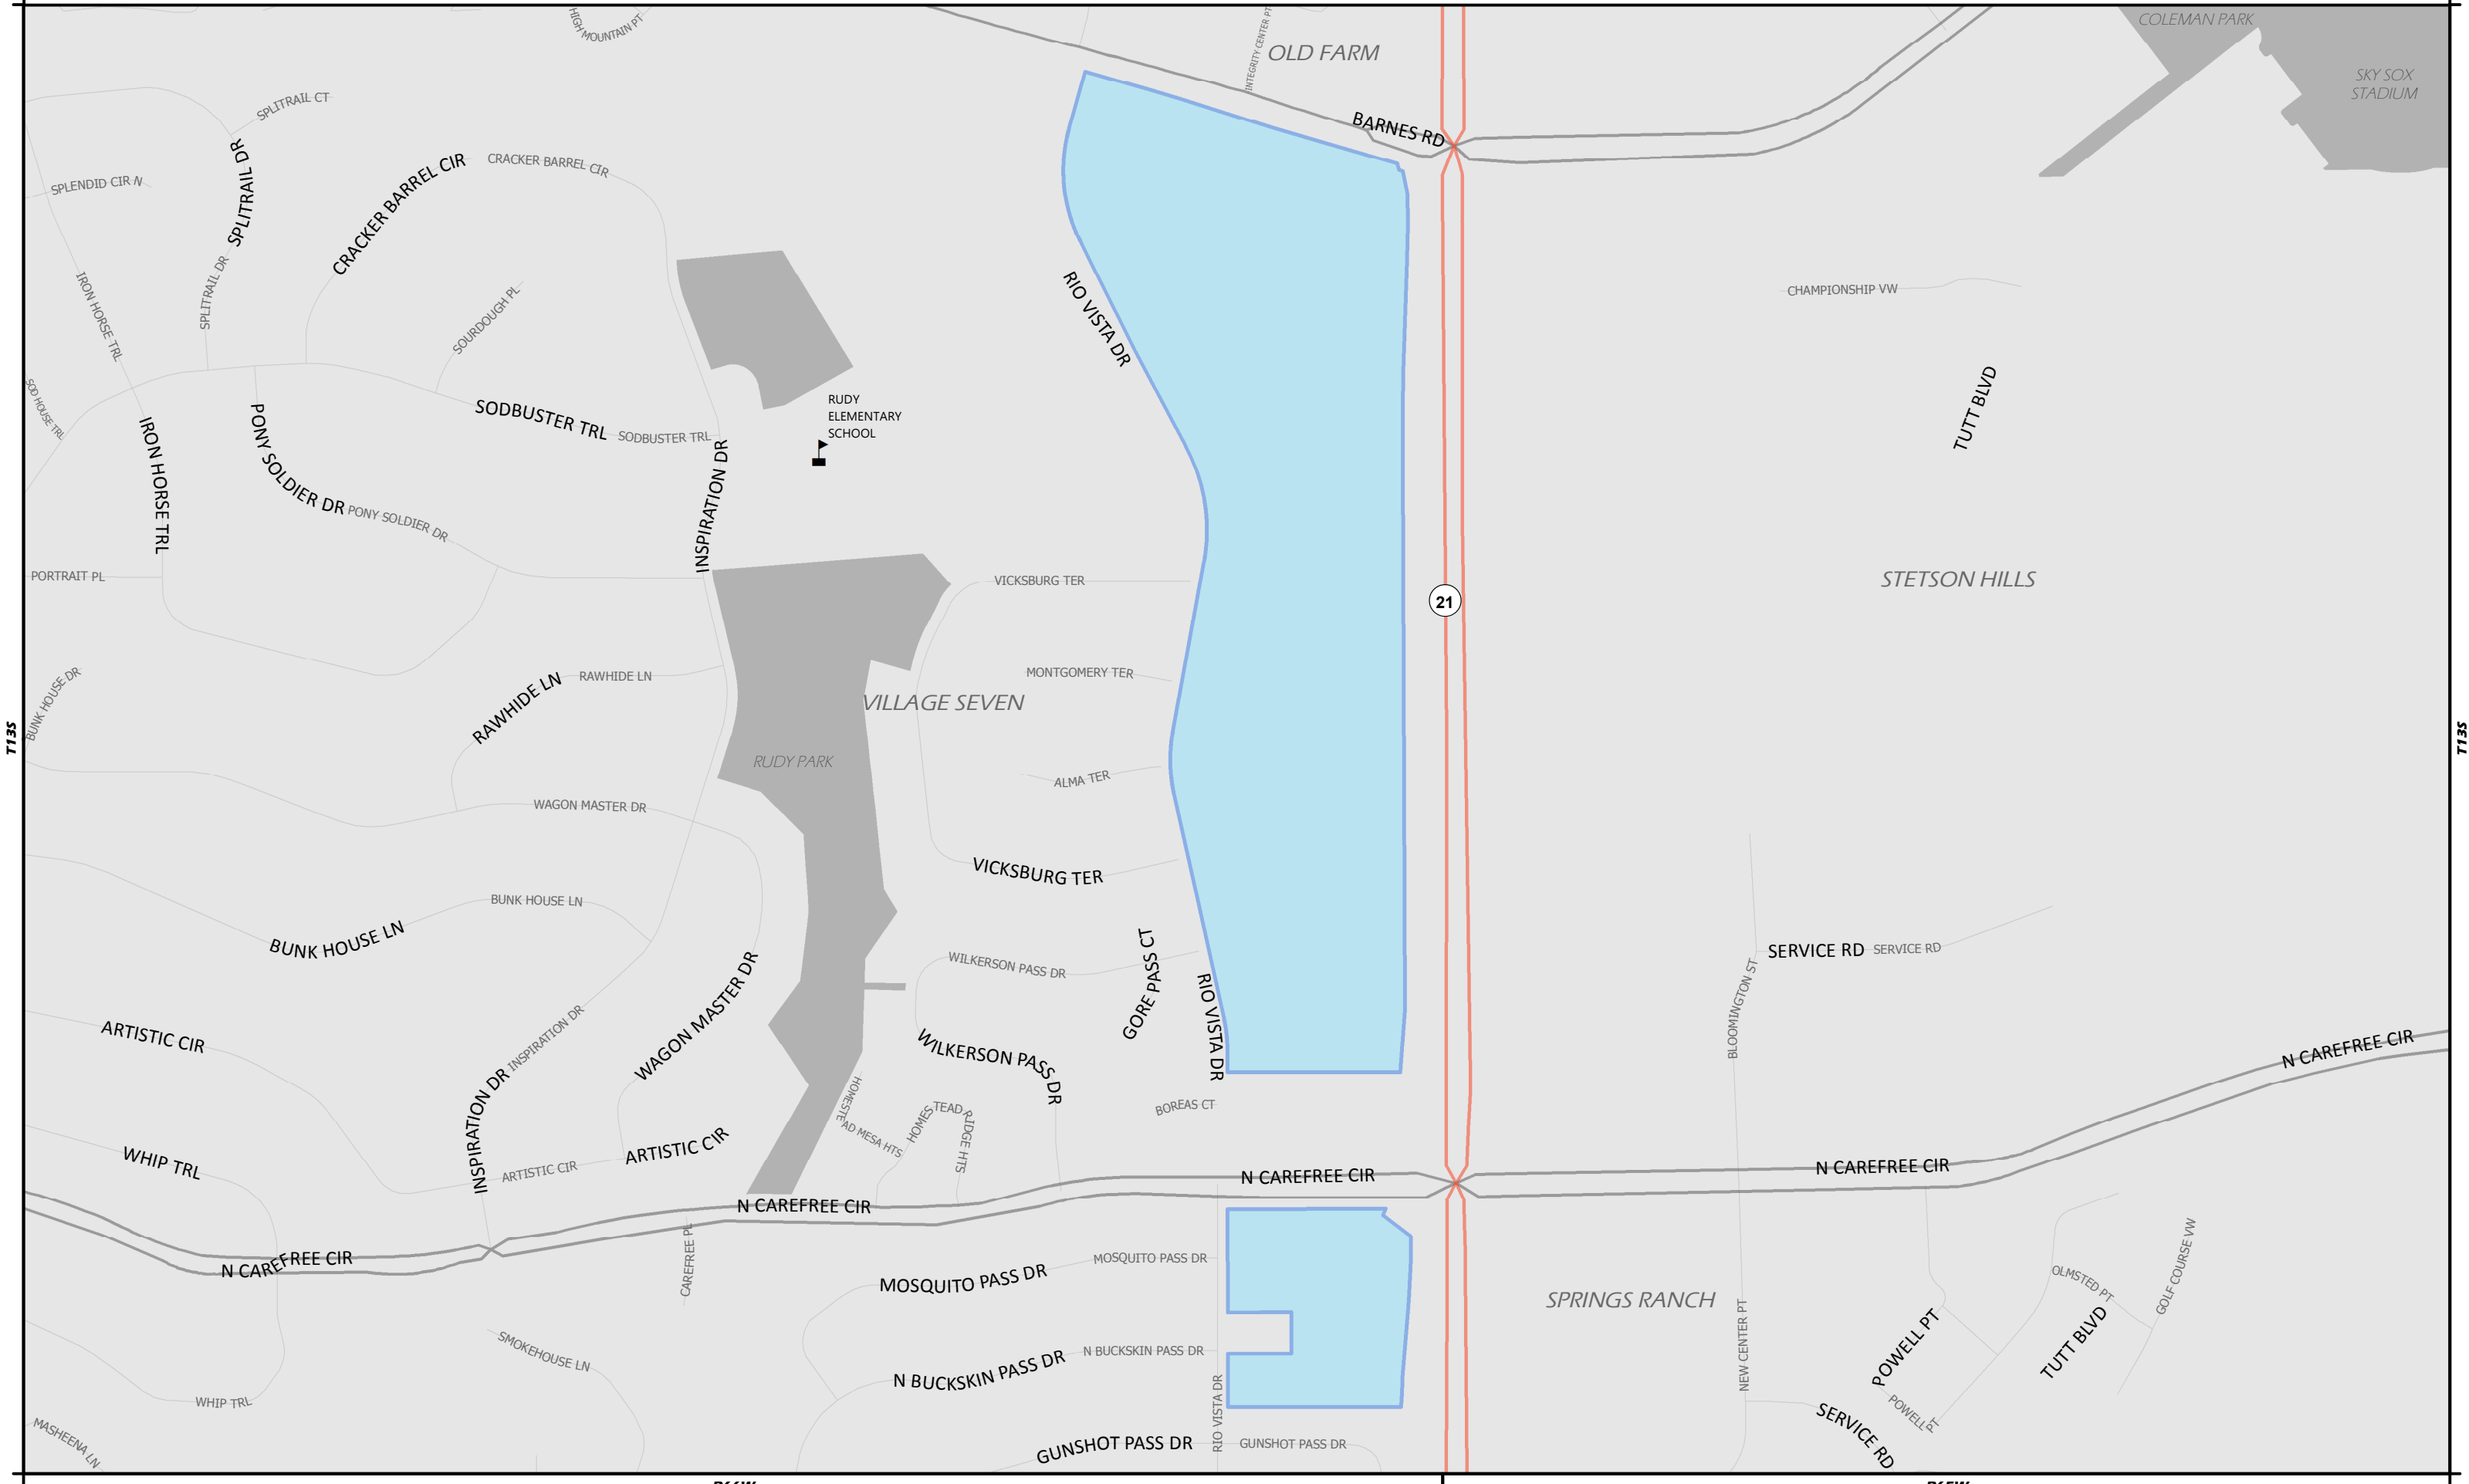 COLEMAN PARK
HIGH MOUNTAIN PT
INTEGRITY CENTER PT
OLD FARM
SKY SOX
STADIUM
SPLITRAIL CT
BARNES RD
SPLITRAIL DR
CRACKER BARREL CIR
CRACKER BARREL CIR
SPLENDID CIR N
SPLITRAIL DR
IRON HORSE TRL
SOURDOUGH PL
RIO VISTA DR
CHAMPIONSHIP VW
TUTT BLVD
SOD HOUSE TRL
RUDY
ELEMENTARY
SCHOOL
SODBUSTER TRL
SODBUSTER TRL
IRON HORSE TRL
PONY SOLDIER DR
PONY SOLDIER DR
INSPIRATION DR
PORTRAIT PL
VICKSBURG TER
STETSON HILLS
21
BUNK HOUSE DR
RAWHIDE LN
RAWHIDE LN
MONTGOMERY TER
VILLAGE SEVEN
T13S
T13S
RUDY PARK
ALMA TER
WAGON MASTER DR
VICKSBURG TER
BUNK HOUSE LN
BUNK HOUSE LN
GORE PASS CT
SERVICE RD
SERVICE RD
WILKERSON PASS DR
WAGON MASTER DR
RIO VISTA DR
BLOOMINGTON ST
ARTISTIC CIR
INSPIRATION DR
WILKERSON PASS DR
N CAREFREE CIR
HOMESTEAD MESA HTS
HOMESTEAD RIDGE HTS
BOREAS CT
INSPIRATION DR
WHIP TRL
ARTISTIC CIR
ARTISTIC CIR
N CAREFREE CIR
N CAREFREE CIR
N CAREFREE CIR
N CAREFREE CIR
CAREFREE PL
MOSQUITO PASS DR
MOSQUITO PASS DR
SPRINGS RANCH
OLMSTED PT
GOLF COURSE VW
SMOKEHOUSE LN
N BUCKSKIN PASS DR
N BUCKSKIN PASS DR
NEW CENTER PT
POWELL PT
TUTT BLVD
WHIP TRL
RIO VISTA DR
POWELL PT
MASHEENA LN
GUNSHOT PASS DR
GUNSHOT PASS DR
SERVICE RD